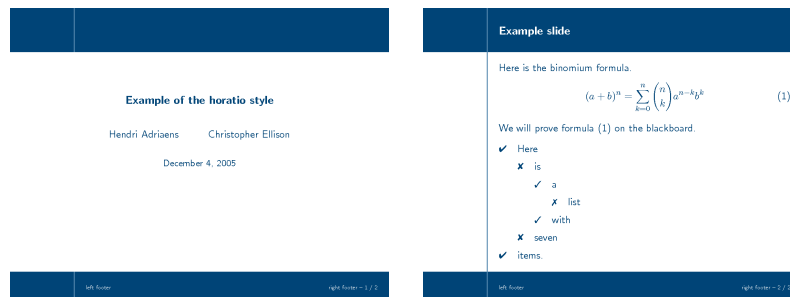 Example of the horatio style
Hendri Adriaens Christopher Ellison
December 4, 2005
left footer right footer – 1 / 2
Example slide
Here is the binomium formula.
(a + b)^n = \sum_{k=0}^{n} \binom{n}{k} a^{n−k} b^k (1)
We will prove formula (1) on the blackboard.
✔ Here
✘ is
✓ a
✗ list
✓ with
✘ seven
✔ items.
left footer right footer – 2 / 2